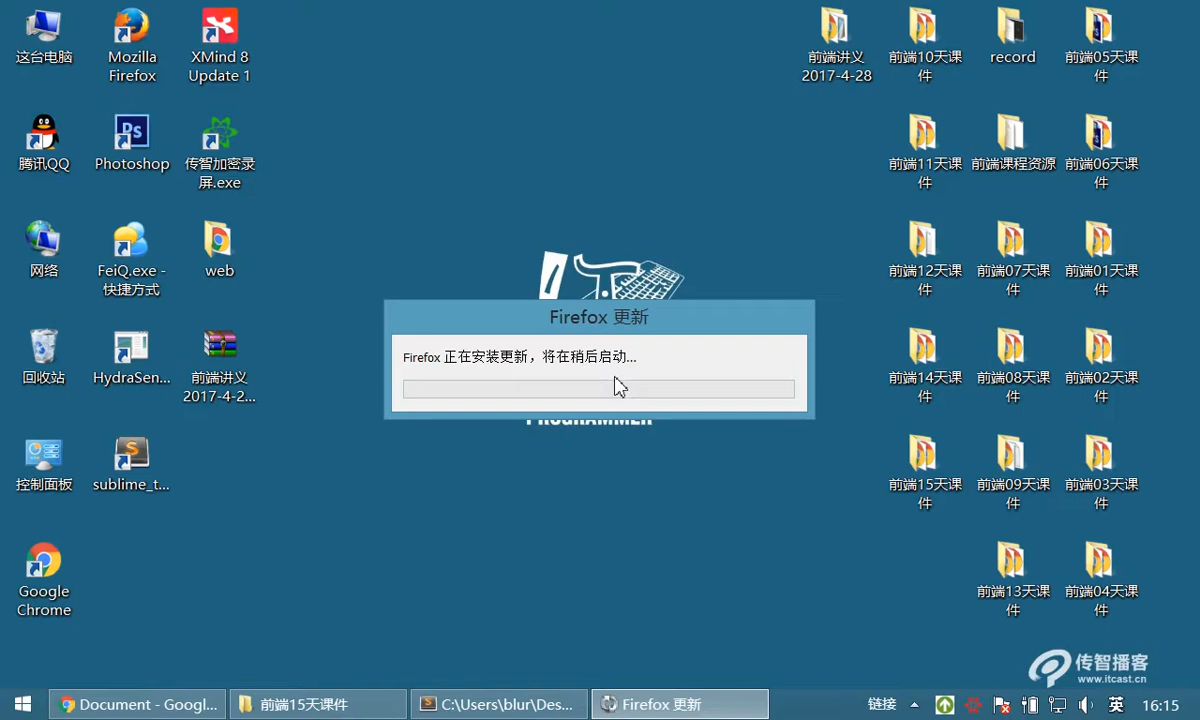 这台电脑
Mozilla
Firefox
XMind 8
Update 1
前端讲义
2017-4-28
前端10天课
件
record
前端05天课
件
腾讯QQ
Photoshop
传智加密录
屏.exe
前端11天课
件
前端课程资源
前端06天课
件
网络
FeiQ.exe -
快捷方式
web
前端12天课
件
前端07天课
件
前端01天课
件
Firefox 更新
Firefox 正在安装更新，将在稍后启动...
回收站
HydraSen...
前端讲义
2017-4-2...
前端14天课
件
前端08天课
件
前端02天课
件
PROGRAMMER
控制面板
sublime_t...
前端15天课
件
前端09天课
件
前端03天课
件
Google
Chrome
前端13天课
件
前端04天课
件
传智播客
www.itcast.cn
Document - Googl...
前端15天课件
C:\Users\blur\Des...
Firefox 更新
链接
英
16:15